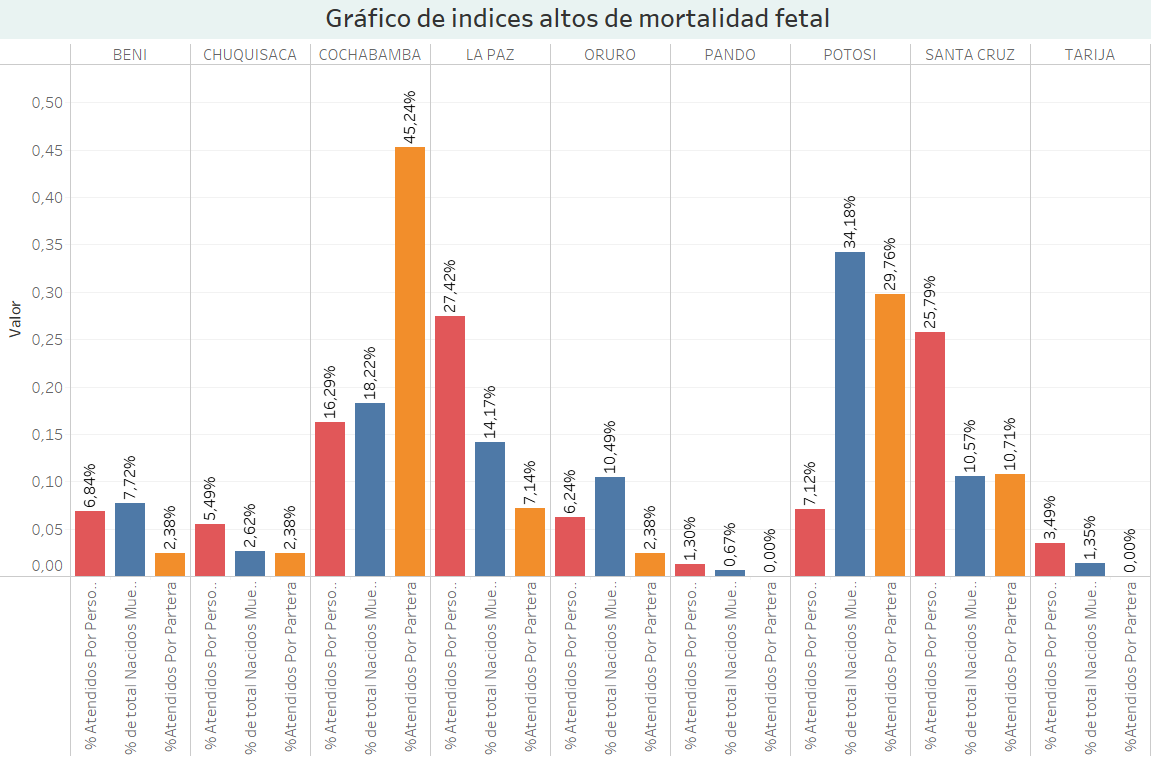 Gráfico de indices altos de mortalidad fetal
BENI
CHUQUISACA
COCHABAMBA
LA PAZ
ORURO
PANDO
POTOSI
SANTA CRUZ
TARIJA
Valor
0,50
0,45
0,40
0,35
0,30
0,25
0,20
0,15
0,10
0,05
0,00
6,84%
7,72%
2,38%
5,49%
2,62%
2,38%
16,29%
18,22%
45,24%
27,42%
14,17%
7,14%
6,24%
10,49%
2,38%
1,30%
0,67%
0,00%
7,12%
34,18%
29,76%
25,79%
10,57%
10,71%
3,49%
1,35%
0,00%
% Atendidos Por Perso..
% de total Nacidos Mue..
%Atendidos Por Partera
% Atendidos Por Perso..
% de total Nacidos Mue..
%Atendidos Por Partera
% Atendidos Por Perso..
% de total Nacidos Mue..
%Atendidos Por Partera
% Atendidos Por Perso..
% de total Nacidos Mue..
%Atendidos Por Partera
% Atendidos Por Perso..
% de total Nacidos Mue..
%Atendidos Por Partera
% Atendidos Por Perso..
% de total Nacidos Mue..
%Atendidos Por Partera
% Atendidos Por Perso..
% de total Nacidos Mue..
%Atendidos Por Partera
% Atendidos Por Perso..
% de total Nacidos Mue..
%Atendidos Por Partera
% Atendidos Por Perso..
% de total Nacidos Mue..
%Atendidos Por Partera